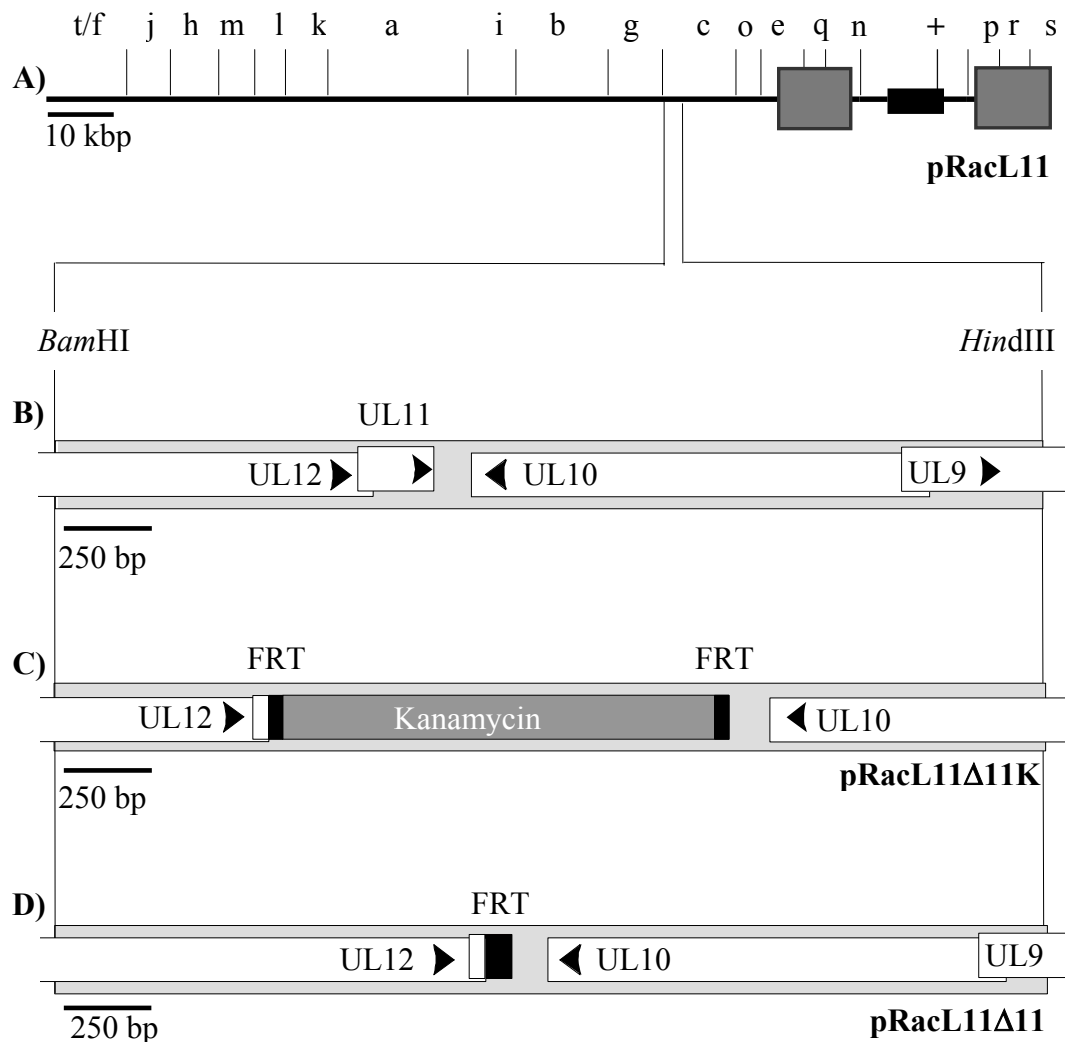 t/f j h m l k a i b g c o e q n + p r s
A)
10 kbp
pRacL11
BamHI HindIII
B)
UL11
UL12 UL10 UL9
250 bp
C)
FRT FRT
UL12 Kanamycin UL10
pRacL11Δ11K
250 bp
D)
FRT
UL12 UL10 UL9
250 bp pRacL11Δ11